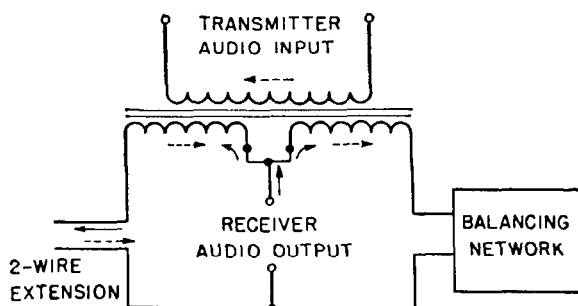 TRANSMITTER
AUDIO INPUT
RECEIVER
AUDIO OUTPUT
BALANCING
NETWORK
2-WIRE
EXTENSION